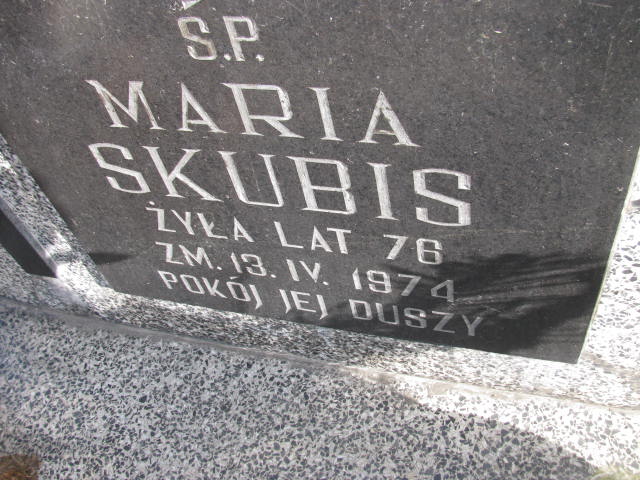 Ś.P.
MARIA
SKUBIS
ŻYŁA LAT 76
ZM. 13. IV. 1974
POKÓJ JEJ DUSZY